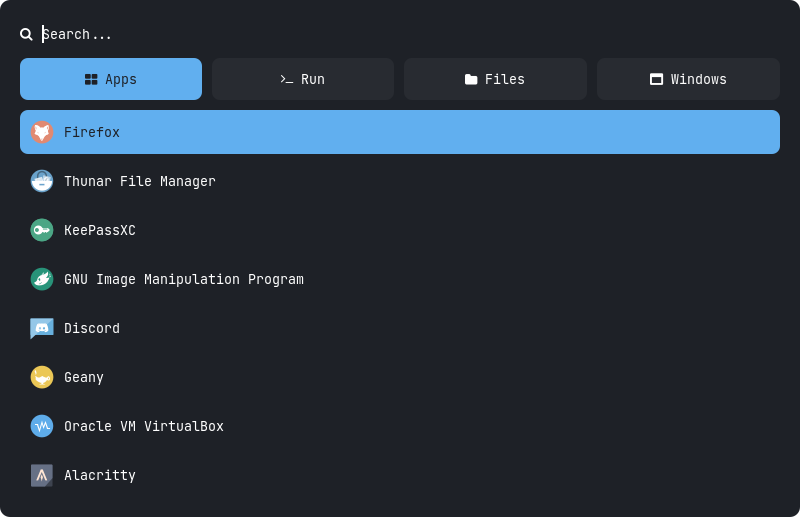 Search...
Apps Run Files Windows
Firefox
Thunar File Manager
KeePassXC
GNU Image Manipulation Program
Discord
Geany
Oracle VM VirtualBox
Alacritty